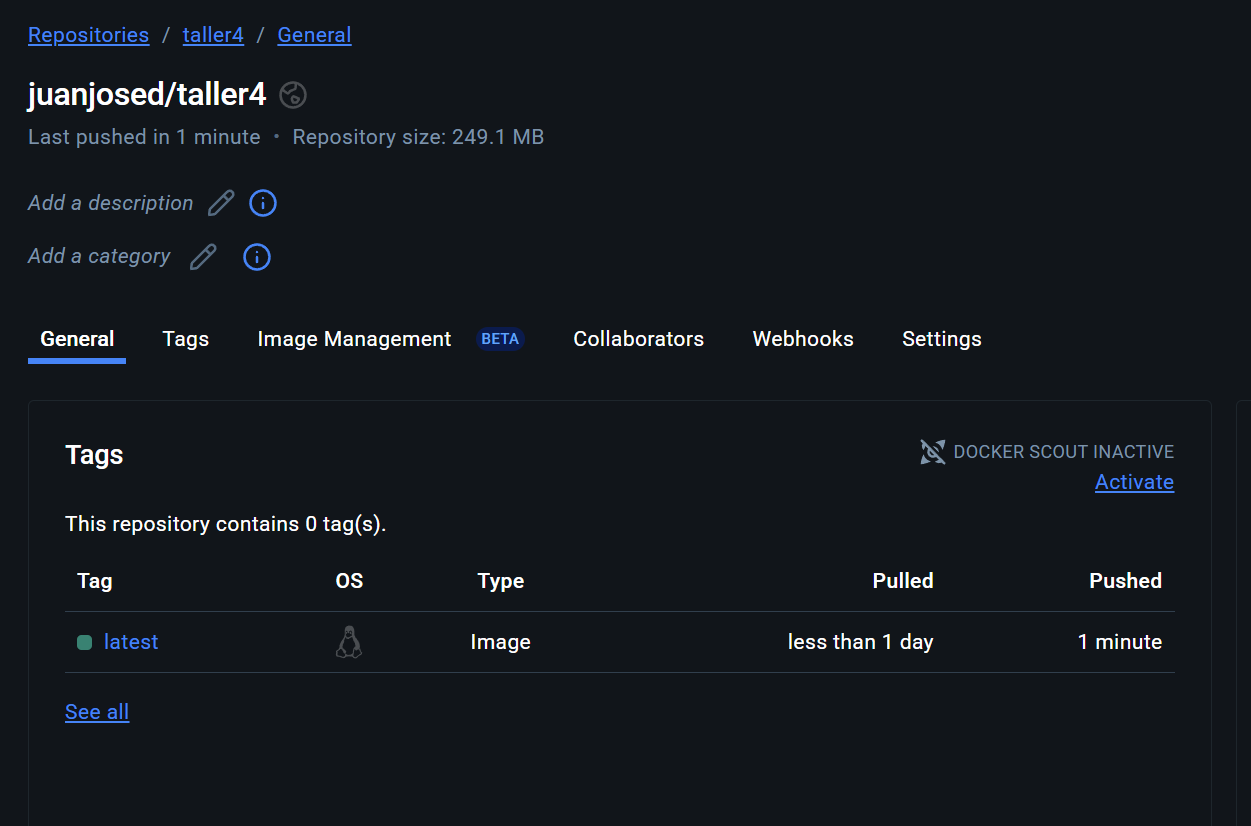 Repositories / taller4 / General
juanjosed/taller4
Last pushed in 1 minute • Repository size: 249.1 MB
Add a description
Add a category
General Tags Image Management BETA Collaborators Webhooks Settings
Tags
DOCKER SCOUT INACTIVE
Activate
This repository contains 0 tag(s).
Tag OS Type Pulled Pushed
latest Image less than 1 day 1 minute
See all